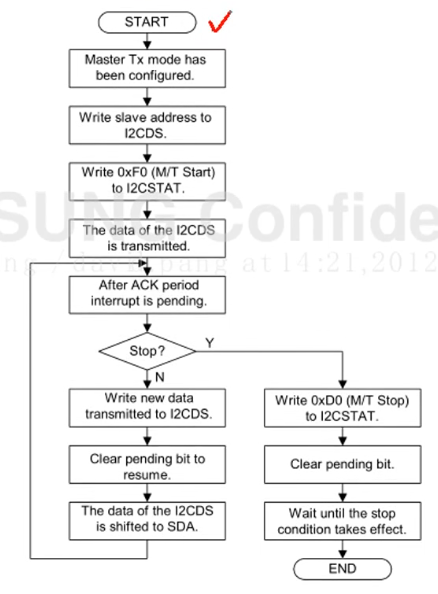 START
Master Tx mode has
been configured.
Write slave address to
I2CDS.
Write 0xF0 (M/T Start)
to I2CSTAT.
SUNG Confide
The data of the I2CDS
is transmitted.
at 14:21,2012
After ACK period
interrupt is pending.
Stop?
Y
N
Write new data
transmitted to I2CDS.
Write 0xD0 (M/T Stop)
to I2CSTAT.
Clear pending bit to
resume.
Clear pending bit.
The data of the I2CDS
is shifted to SDA.
Wait until the stop
condition takes effect.
END